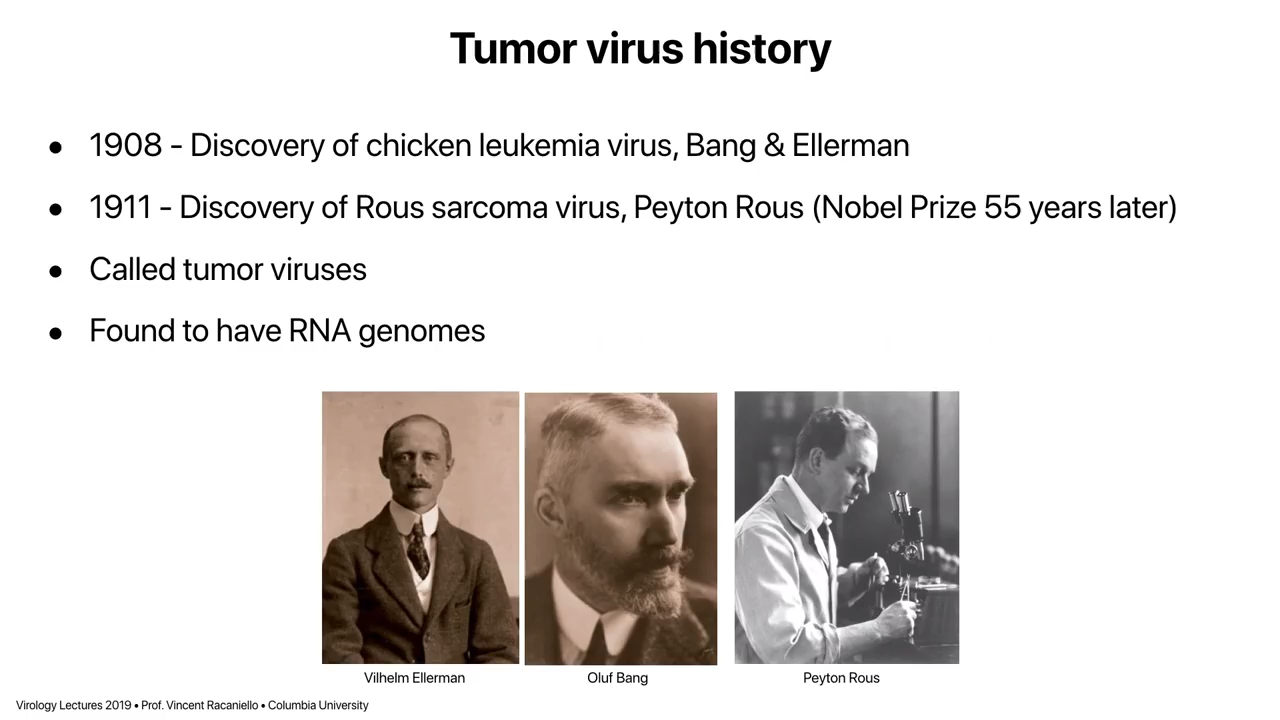 Tumor virus history
• 1908 - Discovery of chicken leukemia virus, Bang & Ellerman
• 1911 - Discovery of Rous sarcoma virus, Peyton Rous (Nobel Prize 55 years later)
• Called tumor viruses
• Found to have RNA genomes
Vilhelm Ellerman
Oluf Bang
Peyton Rous
Virology Lectures 2019 • Prof. Vincent Racaniello • Columbia University